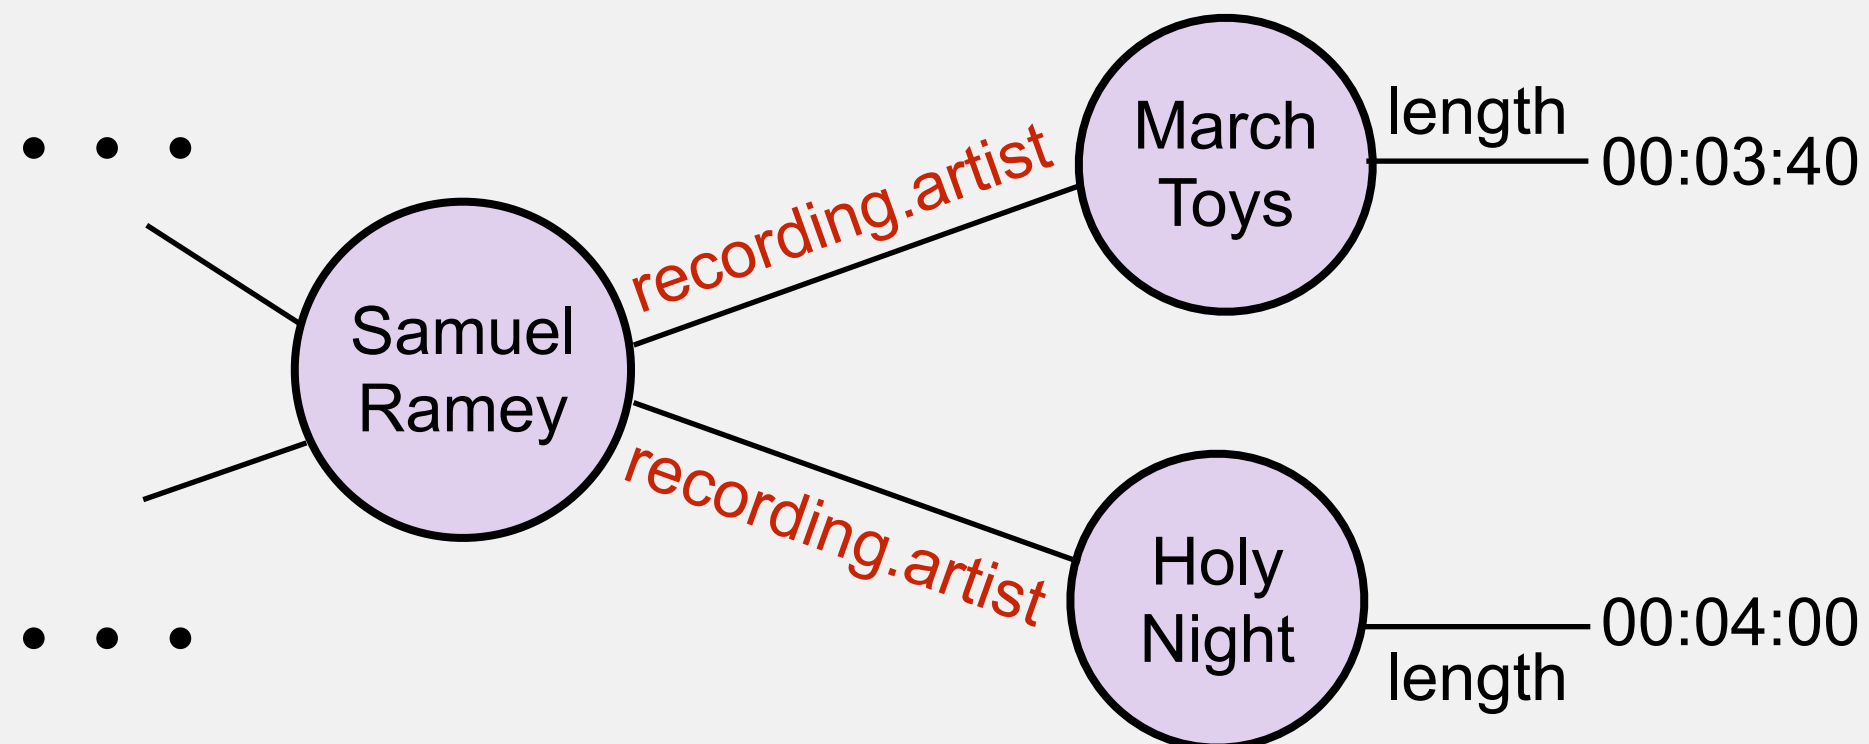 March
Toys
length
00:03:40
recording.artist
Samuel
Ramey
recording.artist
Holy
Night
00:04:00
length